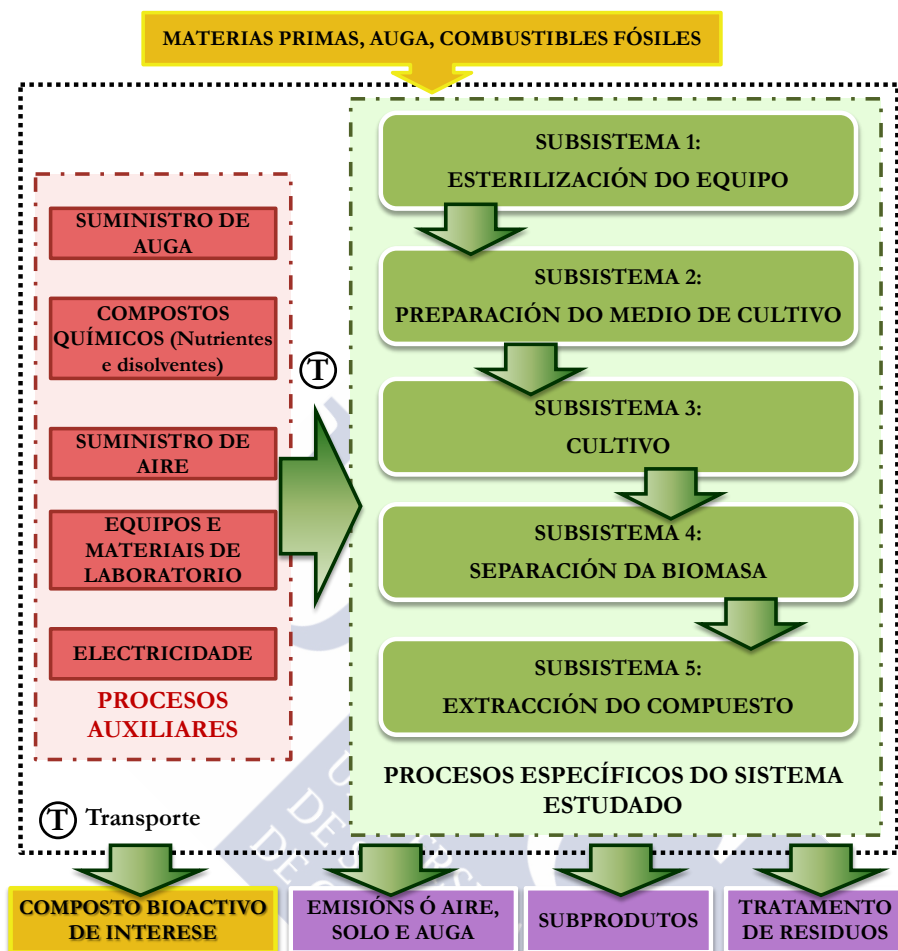 MATERIAS PRIMAS, AUGA, COMBUSTIBLES FÓSILES
SUMINISTRO DE
AUGA
COMPOSTOS
QUÍMICOS (Nutrientes
e disolventes)
SUMINISTRO DE
AIRE
EQUIPOS E
MATERIAIS DE
LABORATORIO
ELECTRICIDADE
PROCESOS
AUXILIARES
T
SUBSISTEMA 1:
ESTERILIZACIÓN DO EQUIPO
SUBSISTEMA 2:
PREPARACIÓN DO MEDIO DE CULTIVO
SUBSISTEMA 3:
CULTIVO
SUBSISTEMA 4:
SEPARACIÓN DA BIOMASA
SUBSISTEMA 5:
EXTRACCIÓN DO COMPUESTO
PROCESOS ESPECÍFICOS DO SISTEMA
ESTUDADO
T Transporte
COMPOSTO BIOACTIVO
DE INTERESE
EMISIÓNS Ó AIRE,
SOLO E AUGA
SUBPRODUTOS
TRATAMENTO
DE RESIDUOS